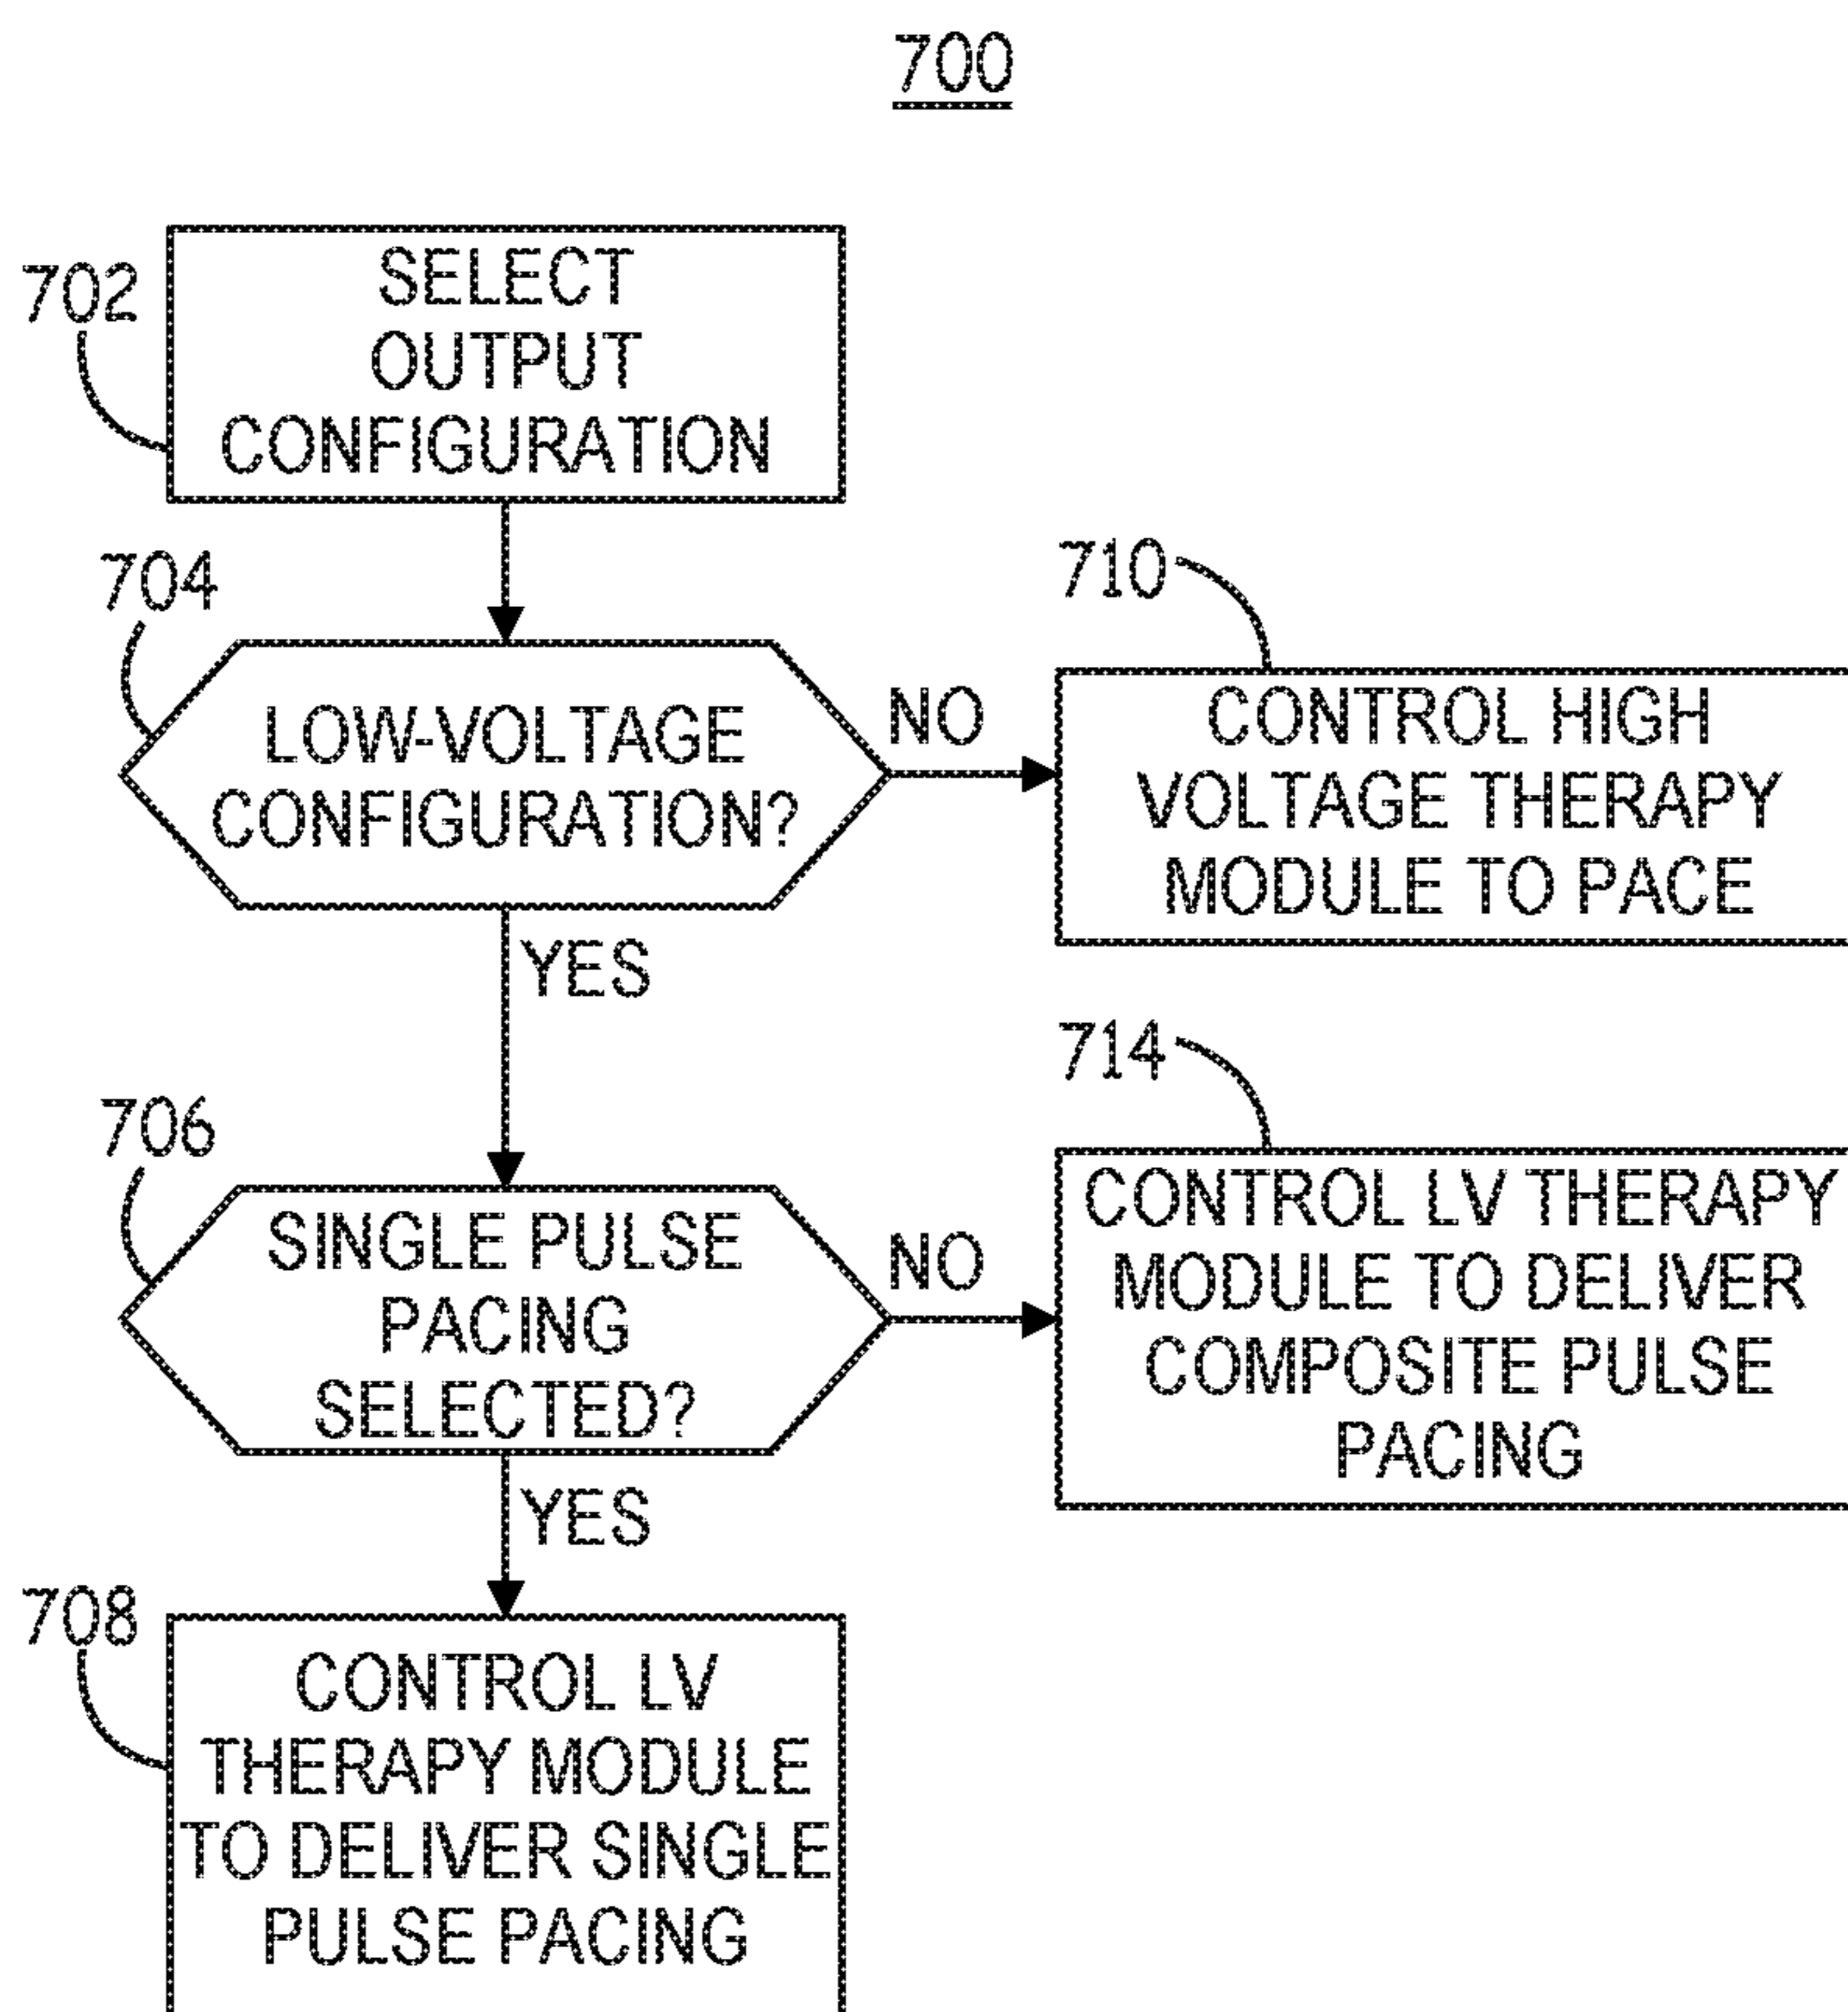 700
702
SELECT
OUTPUT
CONFIGURATION
704
LOW-VOLTAGE
CONFIGURATION?
NO
710
CONTROL HIGH
VOLTAGE THERAPY
MODULE TO PACE
YES
706
SINGLE PULSE
PACING
SELECTED?
NO
714
CONTROL LV THERAPY
MODULE TO DELIVER
COMPOSITE PULSE
PACING
YES
708
CONTROL LV
THERAPY MODULE
TO DELIVER SINGLE
PULSE PACING